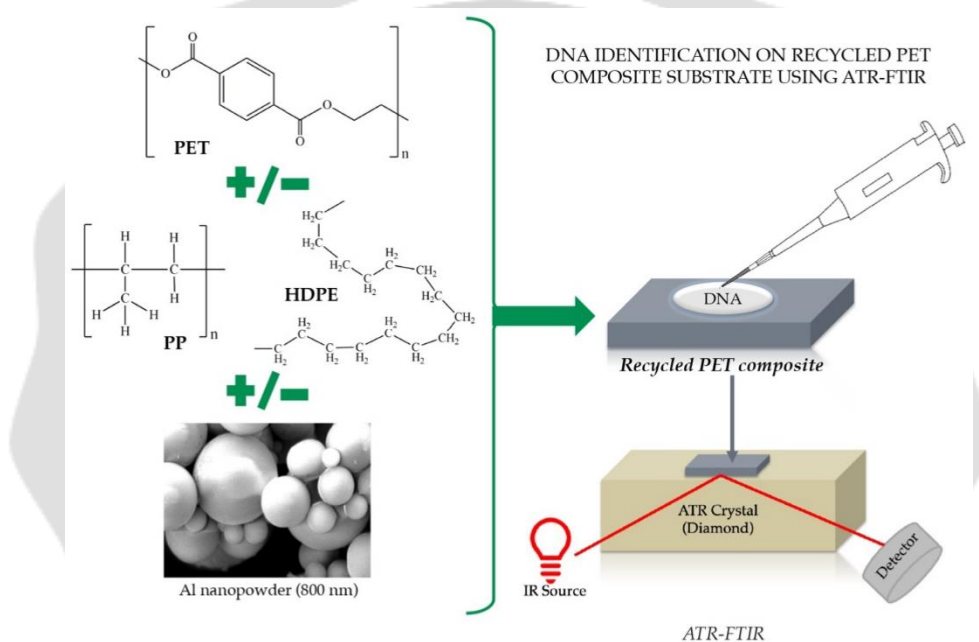 DNA IDENTIFICATION ON RECYCLED PET
COMPOSITE SUBSTRATE USING ATR-FTIR
O
O
O
O
n
PET
+/−
H H
C C
H C H
H H
n
PP
H₂C
H₂C
H₂C
H₂
C
C
H₂
CH₂
H₂C
CH₂
CH₂
HDPE
H₂
C
H₂
C
H₂
C
C
H₂
C
H₂
C
H₂
+/−
Al nanopowder (800 nm)
DNA
Recycled PET composite
ATR Crystal
(Diamond)
IR Source
Detector
ATR-FTIR